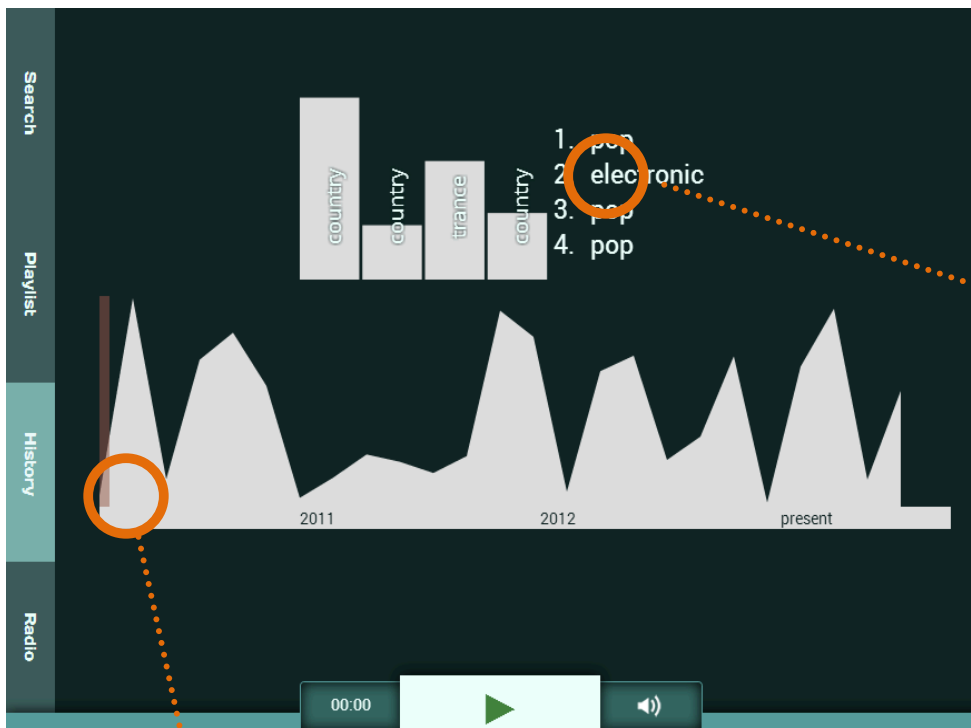 Search
Playlist
History
Radio
country
country
trance
country
1. pop
2. electronic
3. pop
4. pop
2011
2012
present
00:00